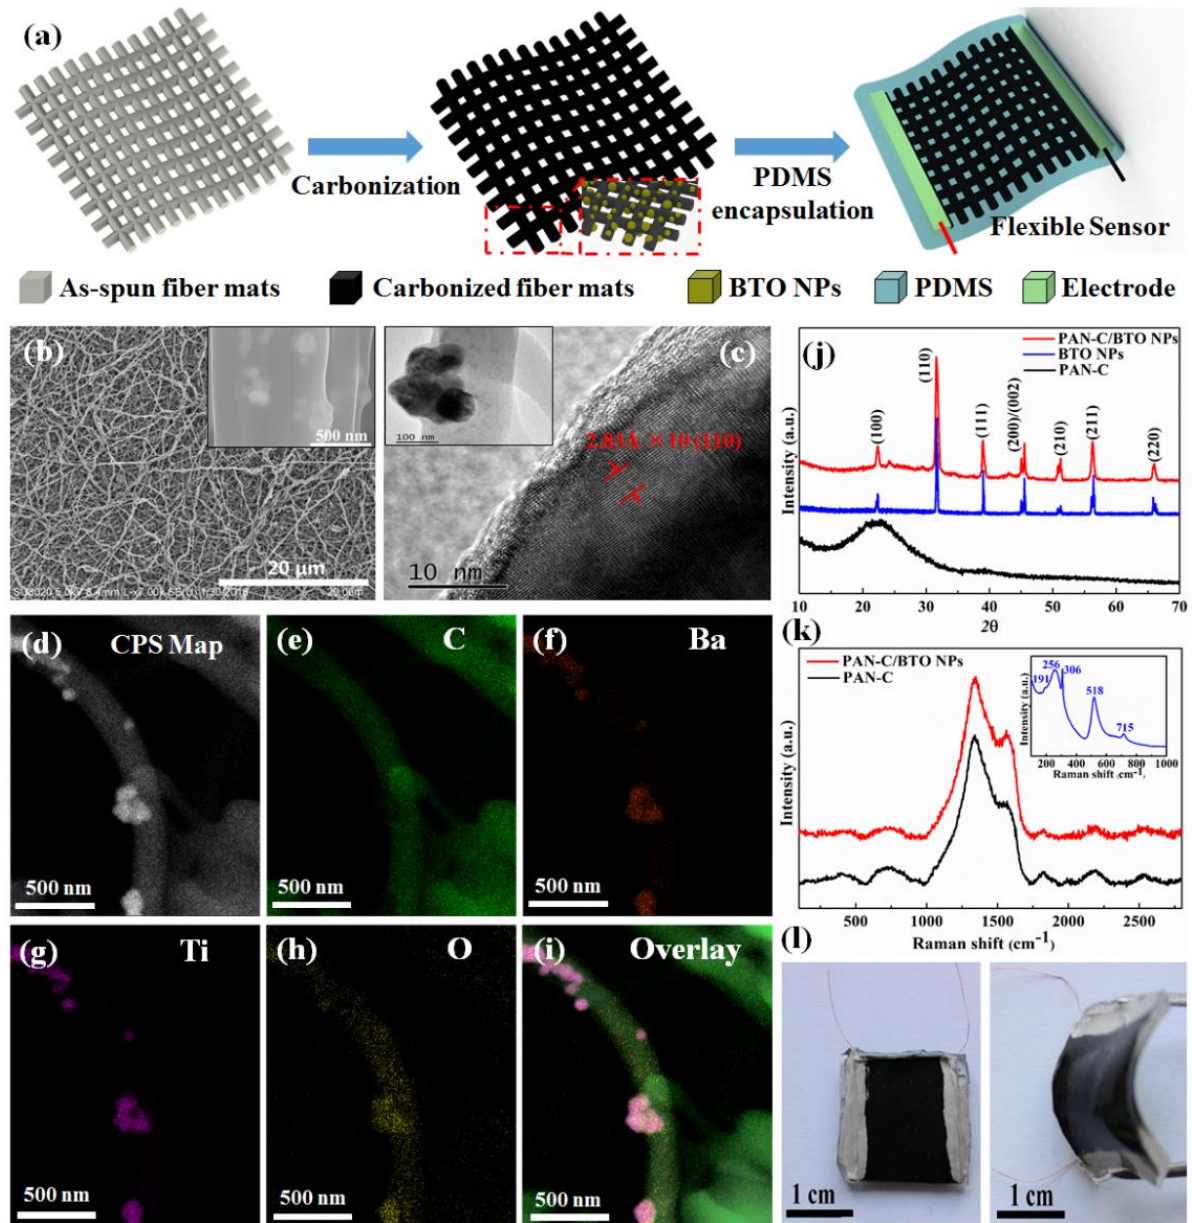 (a)
Carbonization
PDMS
encapsulation
Flexible Sensor
As-spun fiber mats
Carbonized fiber mats
BTO NPs
PDMS
Electrode
(b)
500 nm
20 μm
(c)
100 nm
2.83Å × 10 (110)
10 nm
(j)
PAN-C/BTO NPs
BTO NPs
PAN-C
(100)
(110)
(111)
(200)/(002)
(210)
(211)
(220)
Intensity (a.u.)
10 20 30 40 50 60 70
2θ
(d) CPS Map
500 nm
(e) C
500 nm
(f) Ba
500 nm
(k)
PAN-C/BTO NPs
PAN-C
Intensity (a.u.)
191
256
306
518
715
Intensity (a.u.)
200 400 600 800 1000
Raman shift (cm-1)
500 1000 1500 2000 2500
Raman shift (cm-1)
(g) Ti
500 nm
(h) O
500 nm
(i) Overlay
500 nm
(l)
1 cm
1 cm